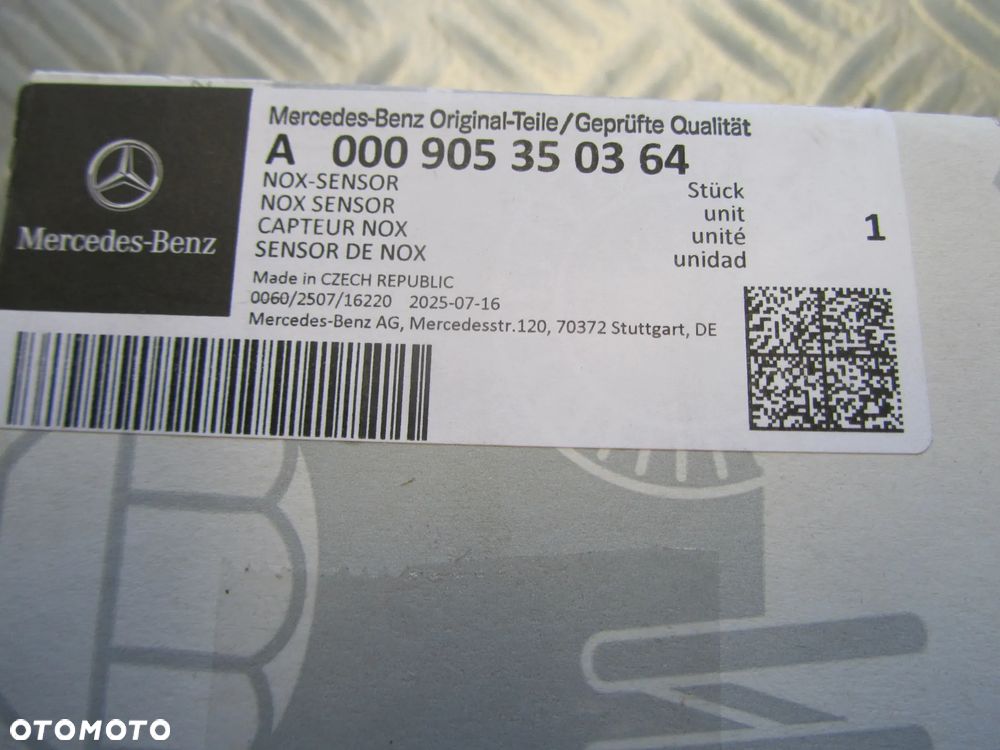 Mercedes-Benz Original-Teile/Geprüfte Qualität
A 000 905 35 03 64
NOX-SENSOR
NOX SENSOR
CAPTEUR NOX
SENSOR DE NOX
Stück
unit
unité
unidad
1
Mercedes-Benz
Made in CZECH REPUBLIC
0060/2507/16220 2025-07-16
Mercedes-Benz AG, Mercedesstr.120, 70372 Stuttgart, DE
OTOMOTO